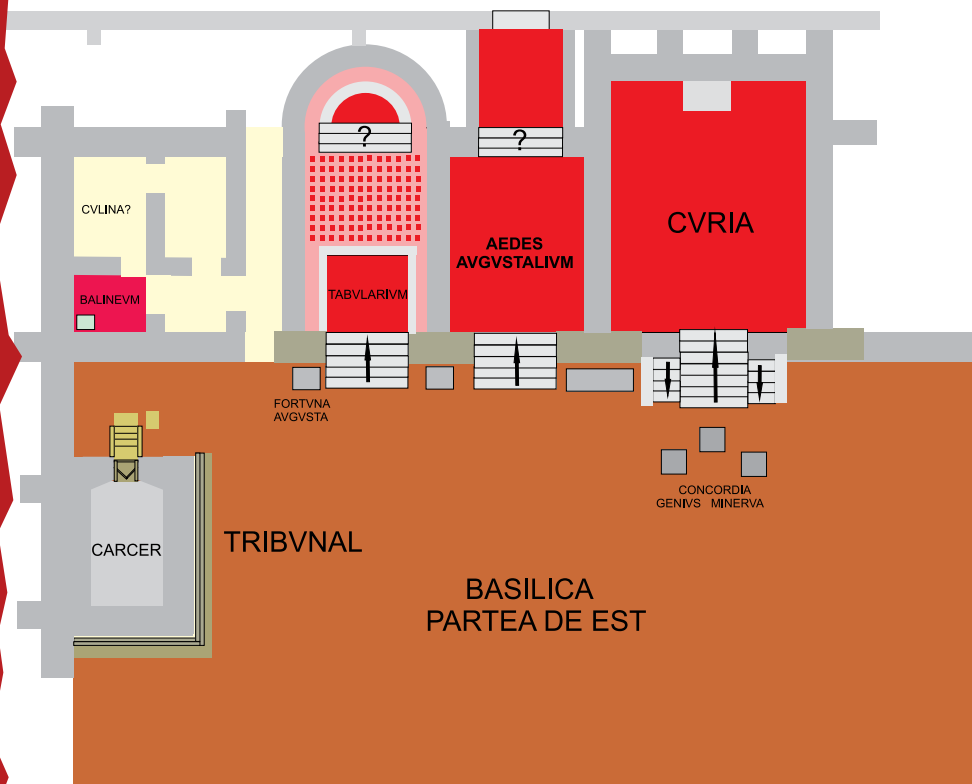 ?
?
CVLINA?
CVRIA
AEDES
AVGVSTALIVM
BALINEVM
TABVLARIVM
FORTVNA
AVGVSTA
CONCORDIA
GENIVS MINERVA
TRIBVNAL
CARCER
BASILICA
PARTEA DE EST